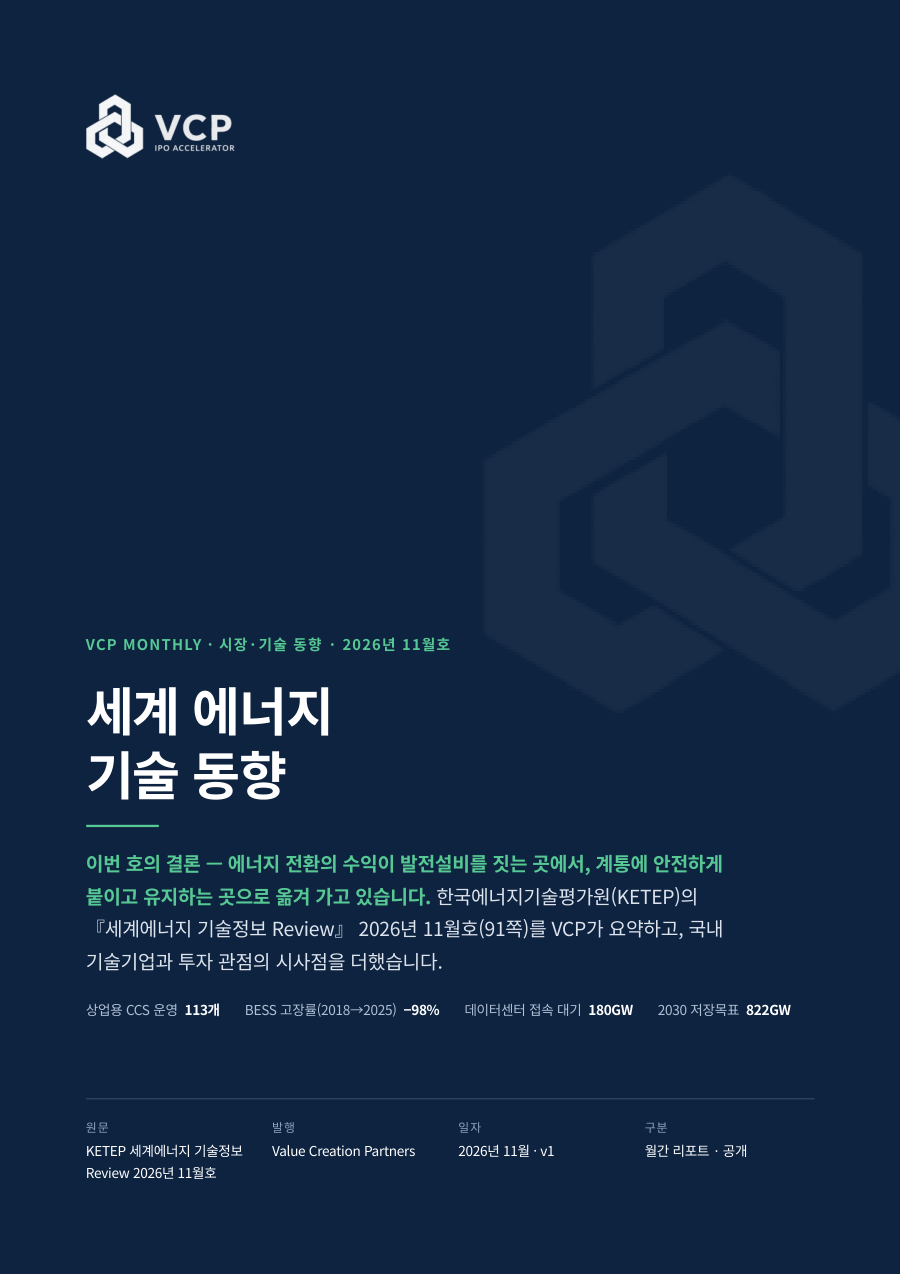 VCP
IPO ACCELERATOR
VCP MONTHLY · 시장·기술 동향 · 2026년 11월호
세계 에너지
기술 동향
이번 호의 결론 — 에너지 전환의 수익이 발전설비를 짓는 곳에서, 계통에 안전하게
붙이고 유지하는 곳으로 옮겨 가고 있습니다. 한국에너지기술평가원(KETEP)의
『세계에너지 기술정보 Review』 2026년 11월호(91쪽)를 VCP가 요약하고, 국내
기술기업과 투자 관점의 시사점을 더했습니다.
상업용 CCS 운영 113개 BESS 고장률(2018→2025) −98% 데이터센터 접속 대기 180GW 2030 저장목표 822GW
원문 발행 일자 구분
KETEP 세계에너지 기술정보 Value Creation Partners 2026년 11월 · v1 월간 리포트 · 공개
Review 2026년 11월호